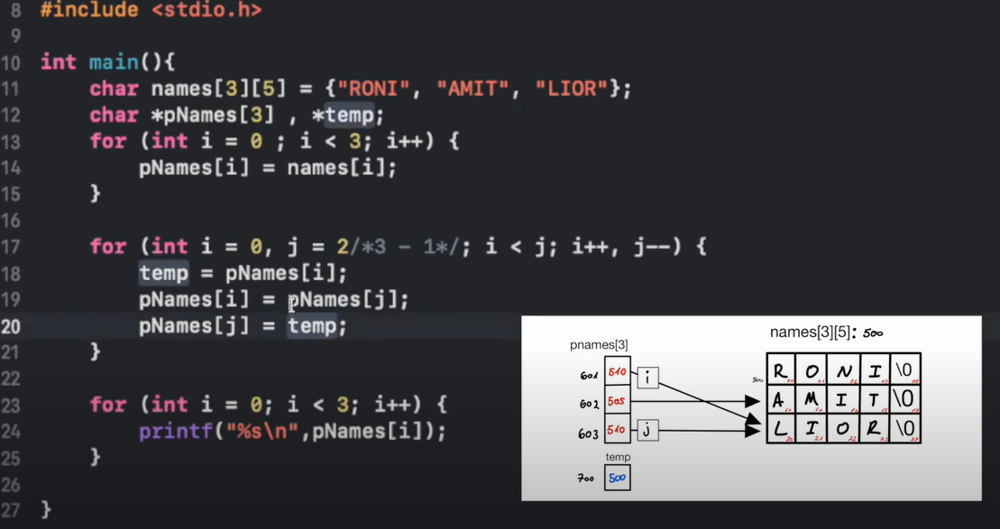 8 #include <stdio.h>
9
10 int main(){
11 char names[3][5] = {"RONI", "AMIT", "LIOR"};
12 char *pNames[3] , *temp;
13 for (int i = 0 ; i < 3; i++) {
14 pNames[i] = names[i];
15 }
16
17 for (int i = 0, j = 2/*3 - 1*/; i < j; i++, j--) {
18 temp = pNames[i];
19 pNames[i] = pNames[j];
20 pNames[j] = temp;
21 }
22
23 for (int i = 0; i < 3; i++) {
24 printf("%s\n",pNames[i]);
25 }
26
27 }
names[3][5]: 500
pnames[3]
601 510 i
602 505
603 510 j
temp
700 500
R O N I \0
A M I T \0
L I O R \0